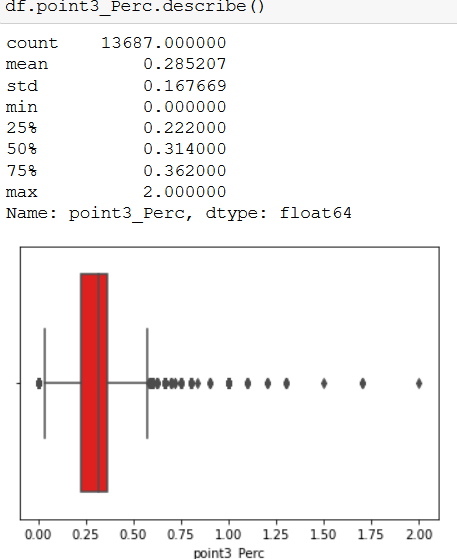 df.point3_Perc.describe()
count 13687.000000
mean 0.285207
std 0.167669
min 0.000000
25% 0.222000
50% 0.314000
75% 0.362000
max 2.000000
Name: point3_Perc, dtype: float64
0.00 0.25 0.50 0.75 1.00 1.25 1.50 1.75 2.00
point3_Perc